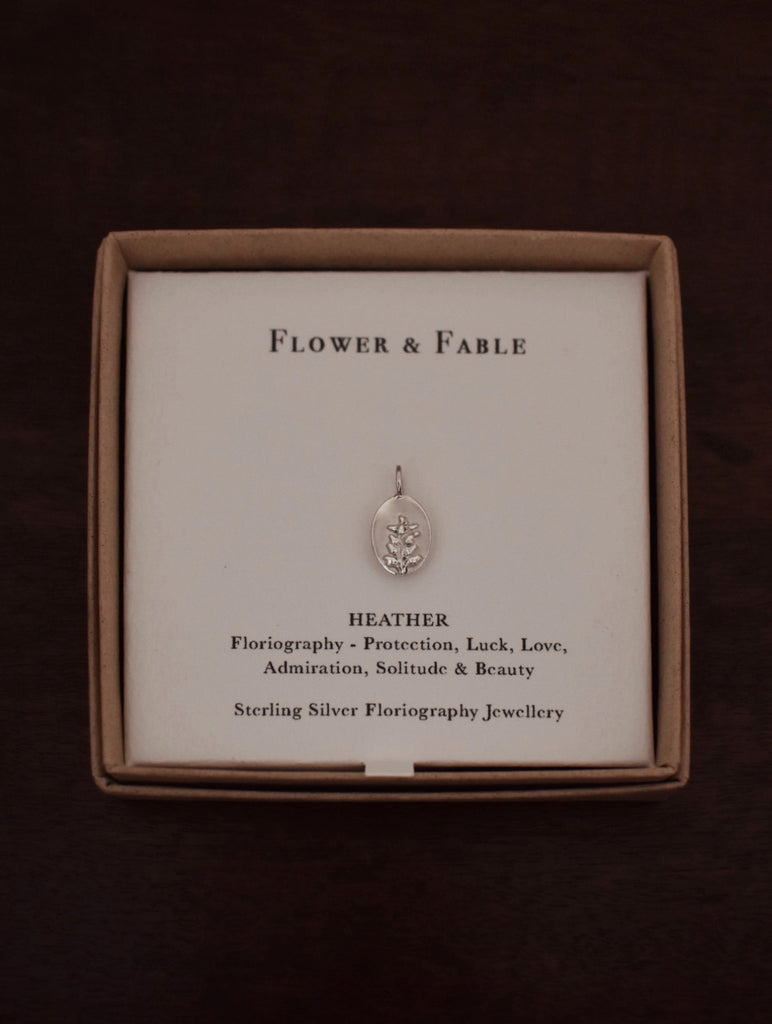 FLOWER & FABLE
HEATHER
Floriography - Protection, Luck, Love,
Admiration, Solitude & Beauty
Sterling Silver Floriography Jewellery